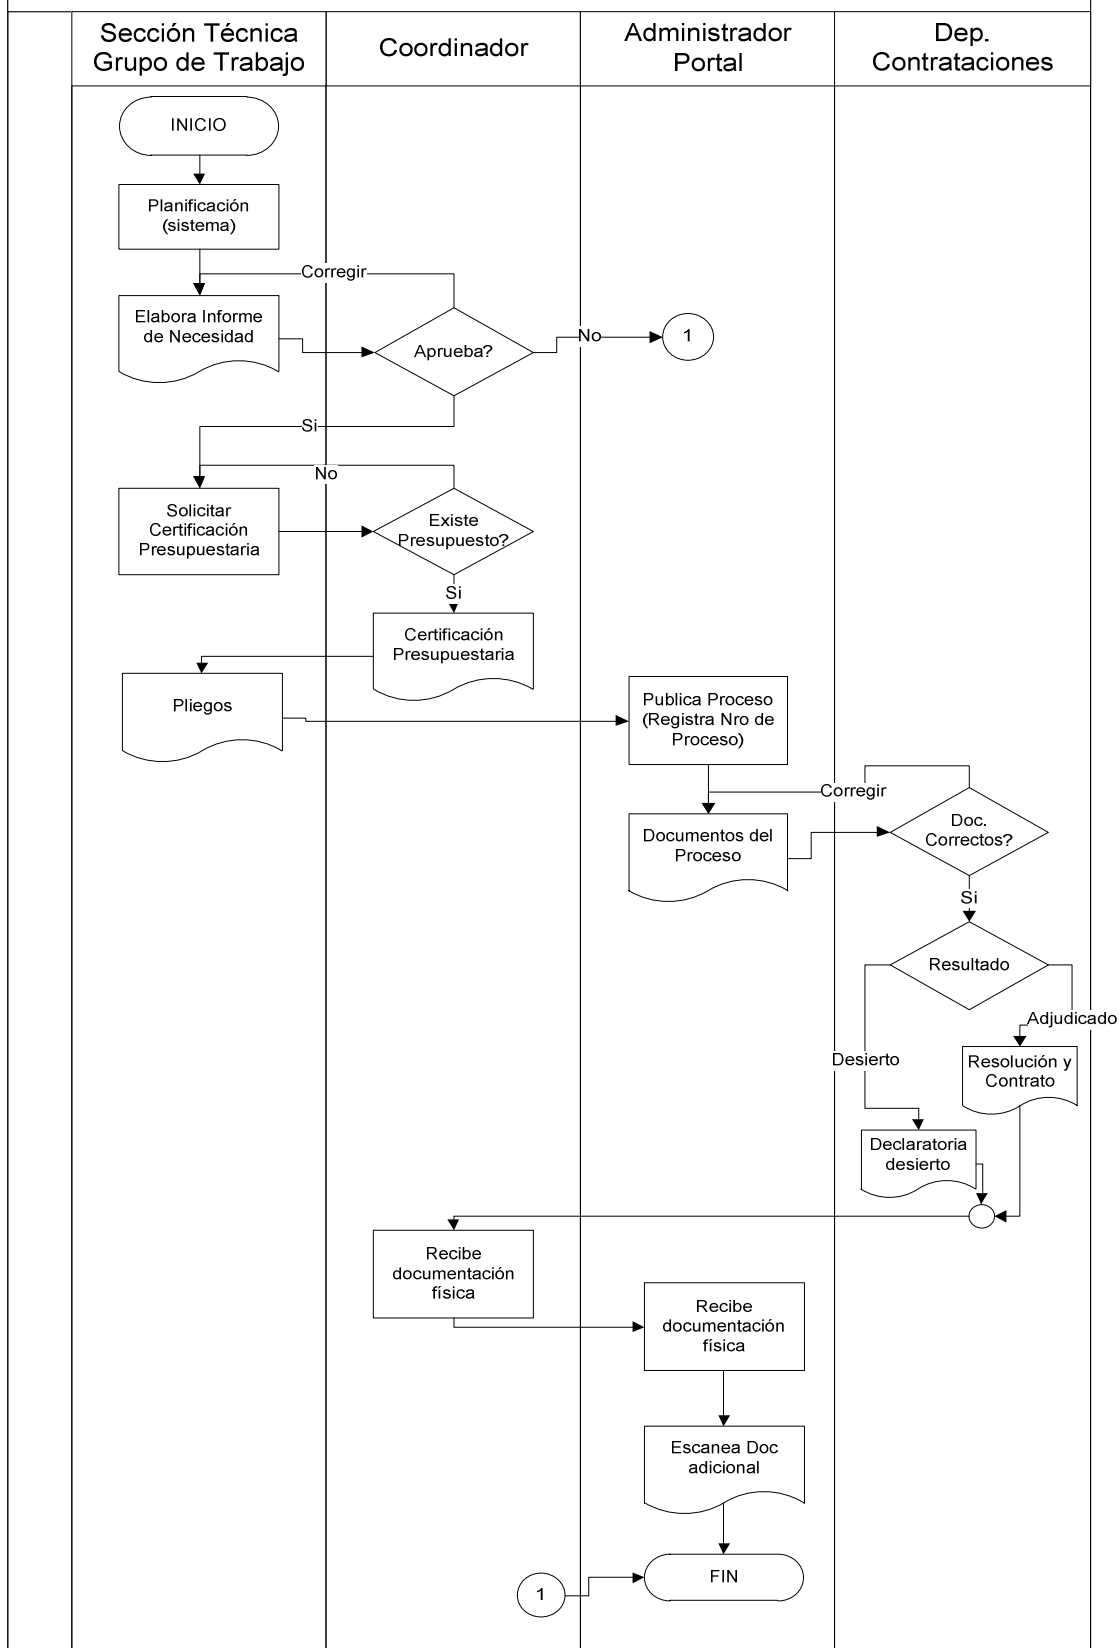 Sección Técnica
Grupo de Trabajo
Coordinador
Administrador
Portal
Dep.
Contrataciones
INICIO
Planificación
(sistema)
Corregir
Elabora Informe
de Necesidad
Aprueba?
No
1
Si
No
Solicitar
Certificación
Presupuestaria
Existe
Presupuesto?
Si
Certificación
Presupuestaria
Pliegos
Publica Proceso
(Registra Nro de
Proceso)
Corregir
Documentos del
Proceso
Doc.
Correctos?
Si
Resultado
Adjudicado
Desierto
Resolución y
Contrato
Declaratoria
desierto
Recibe
documentación
física
Recibe
documentación
física
Escanea Doc
adicional
FIN
1